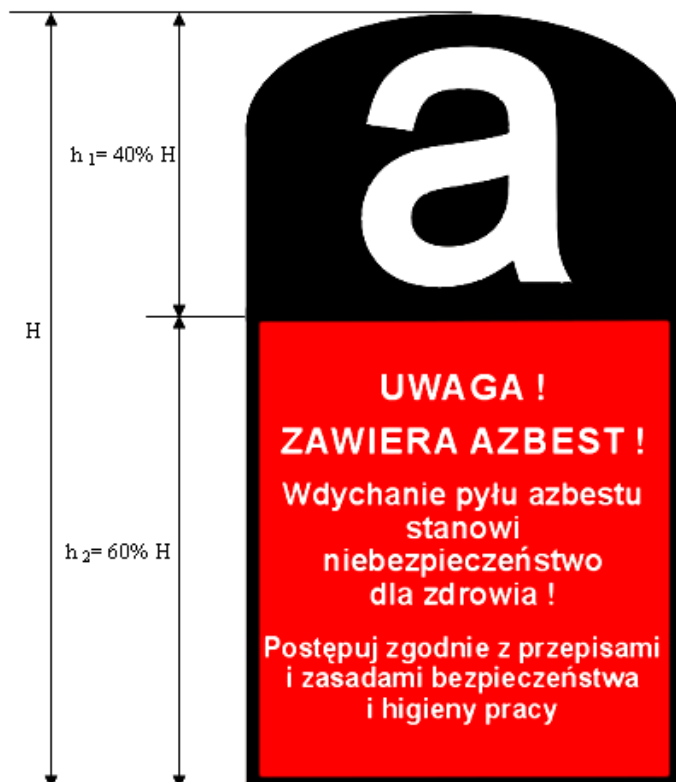 a
h 1= 40% H
H
UWAGA !
ZAWIERA AZBEST !
Wdychanie pyłu azbestu
stanowi
niebezpieczeństwo
dla zdrowia !
h 2= 60% H
Postępuj zgodnie z przepisami
i zasadami bezpieczeństwa
i higieny pracy